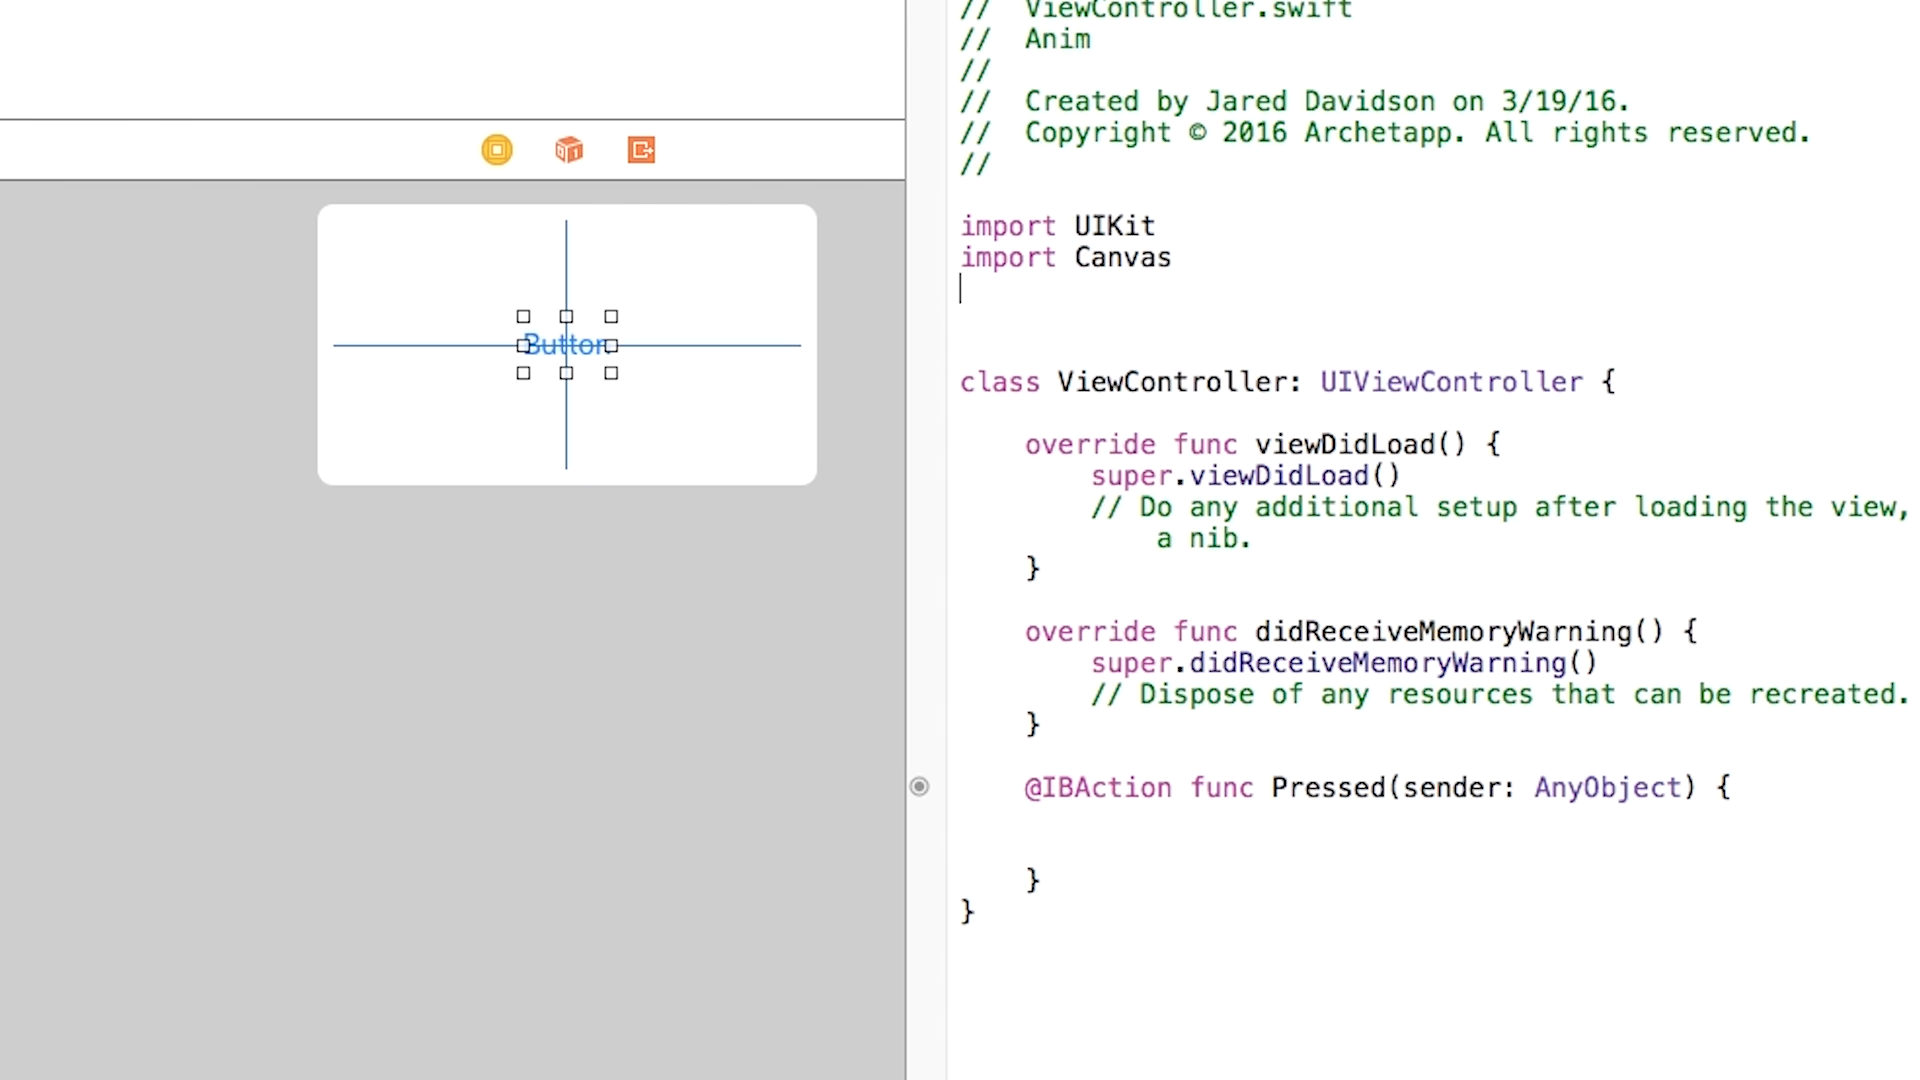 Button
// ViewController.swift
// Anim
//
// Created by Jared Davidson on 3/19/16.
// Copyright © 2016 Archetapp. All rights reserved.
//
import UIKit
import Canvas
class ViewController: UIViewController {
override func viewDidLoad() {
super.viewDidLoad()
// Do any additional setup after loading the view,
a nib.
}
override func didReceiveMemoryWarning() {
super.didReceiveMemoryWarning()
// Dispose of any resources that can be recreated.
}
@IBAction func Pressed(sender: AnyObject) {
}
}